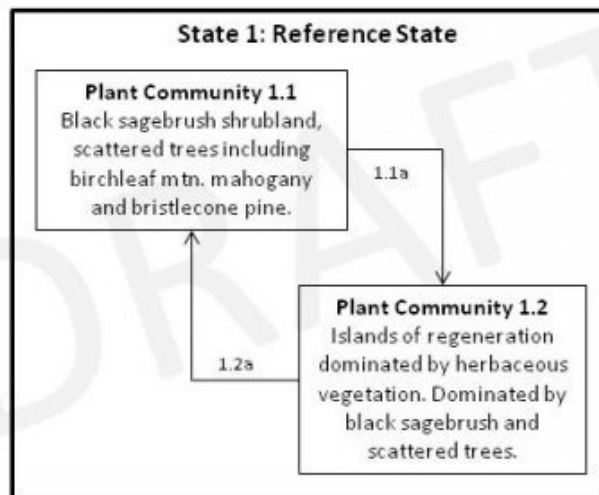 State 1: Reference State
Plant Community 1.1
Black sagebrush shrubland,
scattered trees including
birchleaf mtn. mahogany
and bristlecone pine.
1.1a
Plant Community 1.2
Islands of regeneration
dominated by herbaceous
vegetation. Dominated by
black sagebrush and
scattered trees.
1.2a
DRAFT